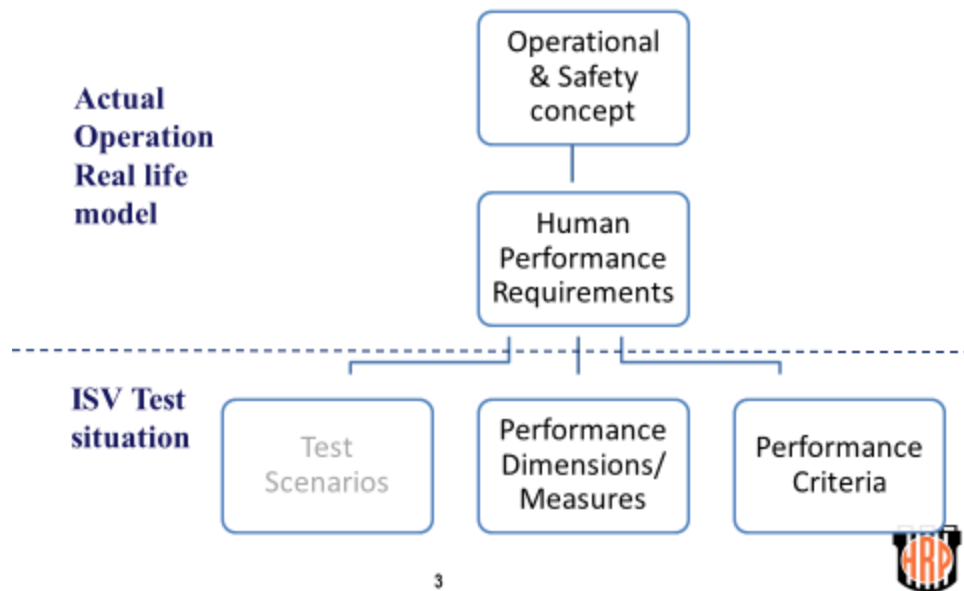 Operational
& Safety
concept
Actual
Operation
Real life
model
Human
Performance
Requirements
ISV Test
situation
Test
Scenarios
Performance
Dimensions/
Measures
Performance
Criteria
HRP
3